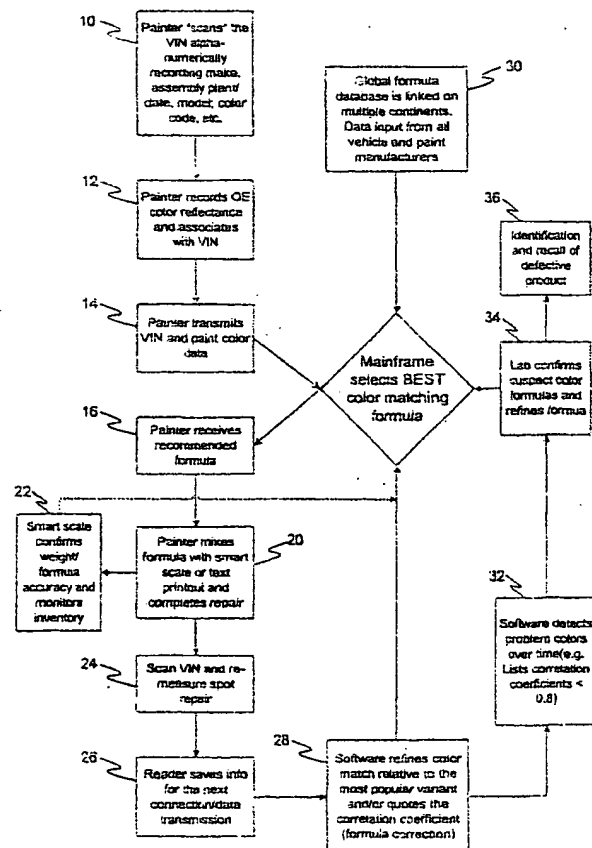 10
Painter "scans" the
VIN alpha-
numerically
recording make,
assembly plant/
date, model, color
code, etc.
30
Global formula
database is linked on
multiple continents.
Data input from all
vehicle and paint
manufacturers
12
Painter records OE
color reflectance
and associates
with VIN
36
Identification
and recall of
defective
product
14
Painter transmits
VIN and paint color
data
Mainframe
selects BEST
color matching
formula
34
Lab confirms
suspect color
formulas and
refines formula
16
Painter receives
recommended
formula
22
Smart scale
confirms
weight/
formula
accuracy and
monitors
inventory
20
Painter mixes
formula with smart
scale or text
printout and
completes repair
32
Software detects
problem colors
over time(e.g.
Lists correlation
coefficients <
0.8)
24
Scan VIN and re-
measure spot
repair
26
Reader saves info
for the next
connection/data
transmission
28
Software refines color
match relative to the
most popular variant
and/or quotes the
correlation coefficient
(formula correction)